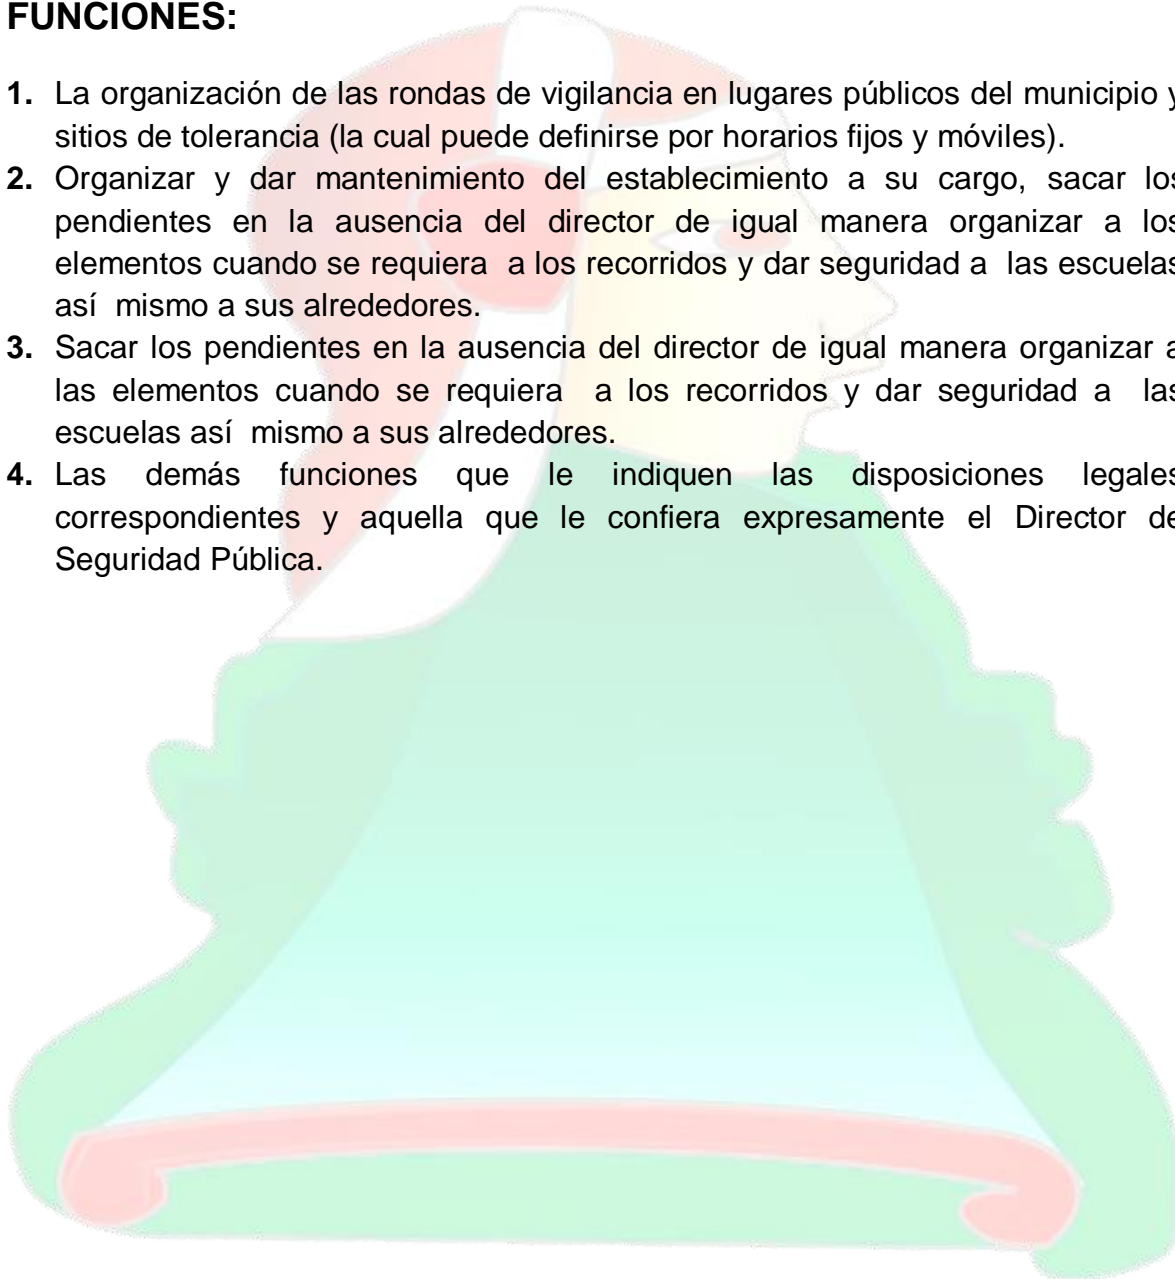 FUNCIONES:
1. La organización de las rondas de vigilancia en lugares públicos del municipio y
sitios de tolerancia (la cual puede definirse por horarios fijos y móviles).
2. Organizar y dar mantenimiento del establecimiento a su cargo, sacar los
pendientes en la ausencia del director de igual manera organizar a los
elementos cuando se requiera a los recorridos y dar seguridad a las escuelas
así mismo a sus alrededores.
3. Sacar los pendientes en la ausencia del director de igual manera organizar a
las elementos cuando se requiera a los recorridos y dar seguridad a las
escuelas así mismo a sus alrededores.
4. Las demás funciones que le indiquen las disposiciones legales
correspondientes y aquella que le confiera expresamente el Director de
Seguridad Pública.